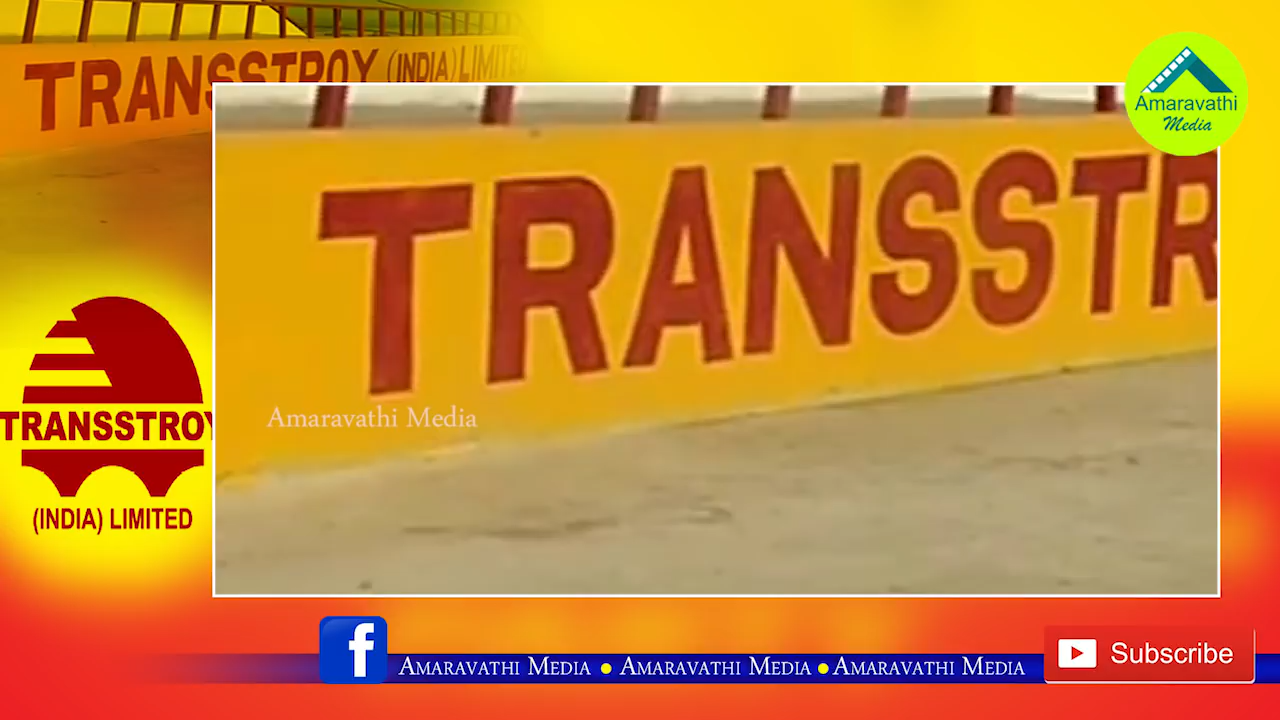 TRANSSTROY (INDIA) LIMITED
Amaravathi
Media
TRANSSTR
Amaravathi Media
TRANSSTROY
(INDIA) LIMITED
f
AMARAVATHI MEDIA • AMARAVATHI MEDIA • AMARAVATHI MEDIA
Subscribe